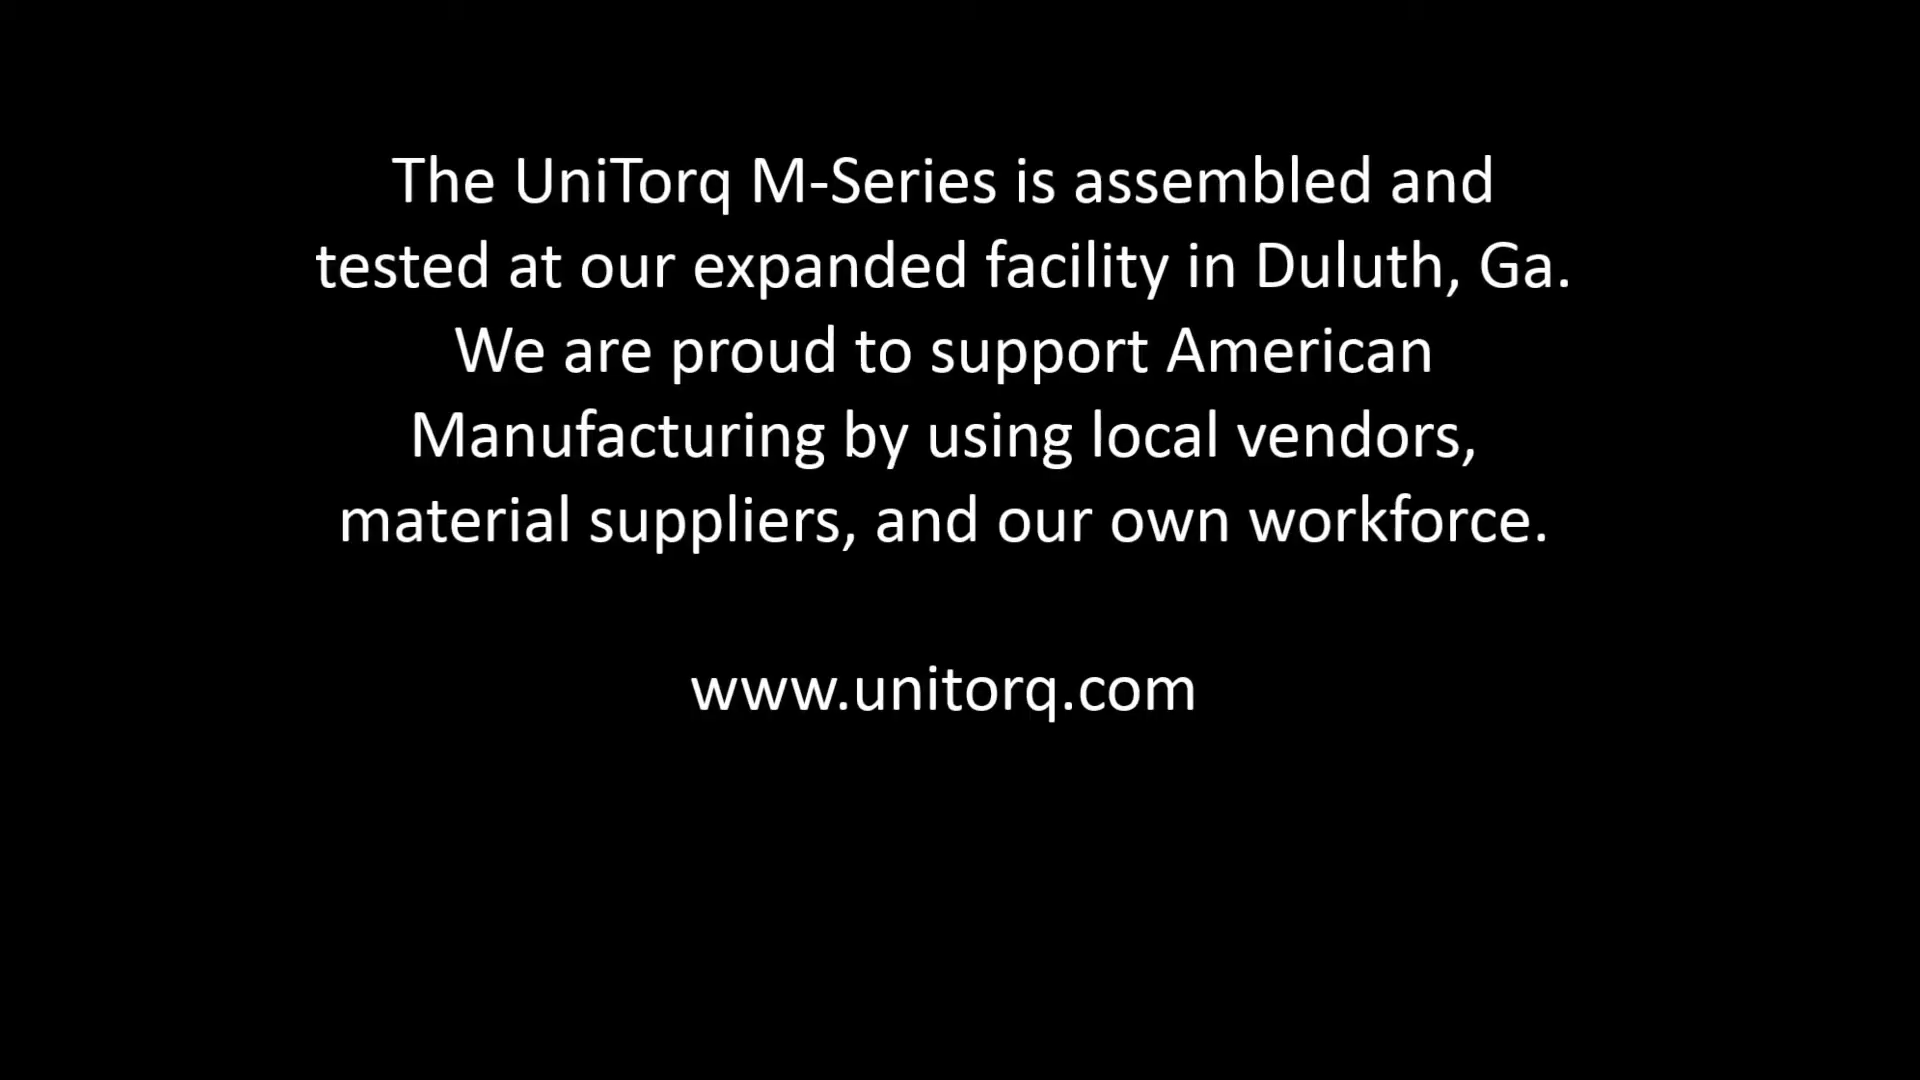 The UniTorq M-Series is assembled and
tested at our expanded facility in Duluth, Ga.
We are proud to support American
Manufacturing by using local vendors,
material suppliers, and our own workforce.
www.unitorq.com